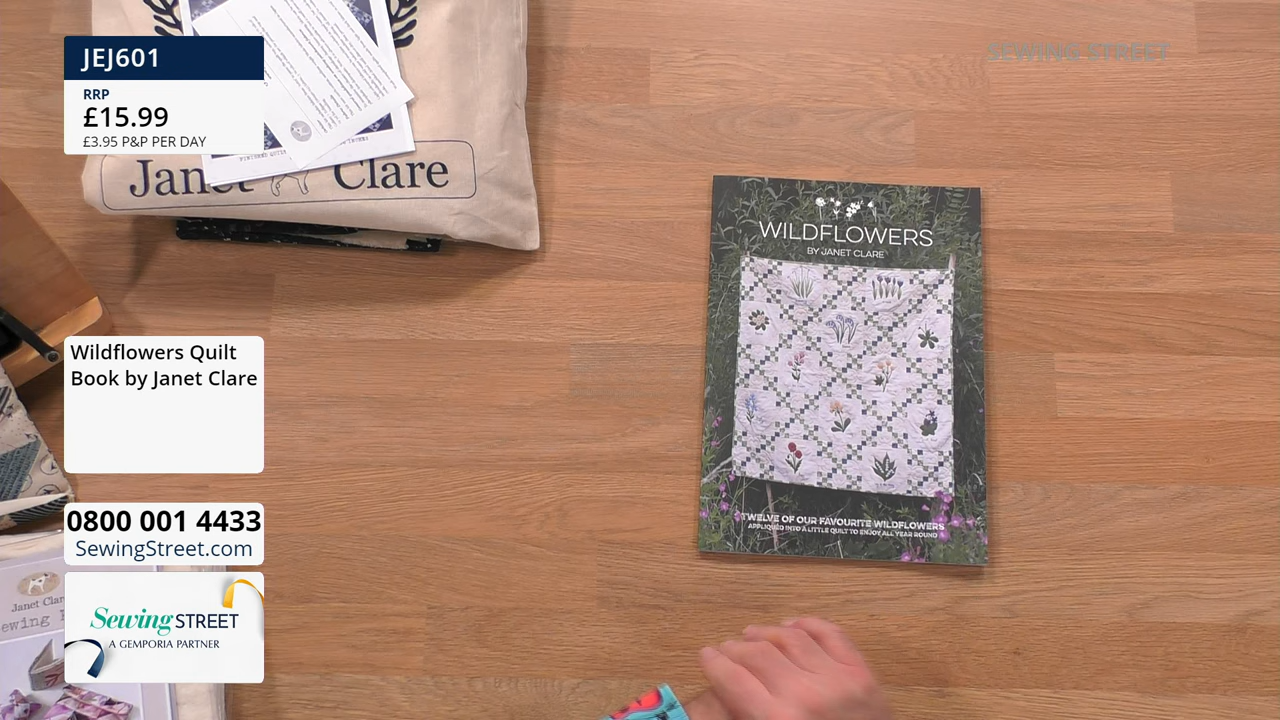 JEJ601
RRP
£15.99
£3.95 P&P PER DAY
Janet Clare
SEWING STREET
WILDFLOWERS
BY JANET CLARE
TWELVE OF OUR FAVOURITE WILDFLOWERS
APPLIQUED INTO A LITTLE QUILT TO ENJOY ALL YEAR ROUND
Wildflowers Quilt
Book by Janet Clare
0800 001 4433
SewingStreet.com
Sewing STREET
A GEMPORIA PARTNER
Janet